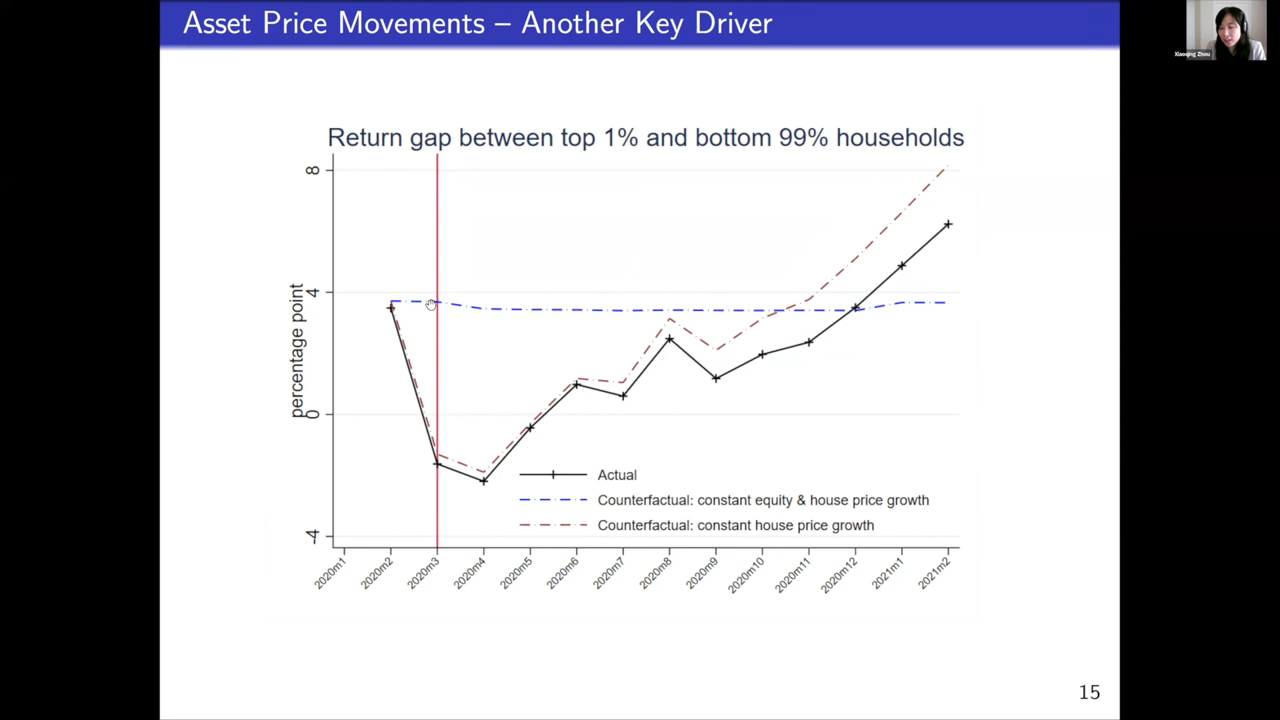 Asset Price Movements – Another Key Driver
Xiaoqing Zhou
Return gap between top 1% and bottom 99% households
percentage point
8
4
0
-4
Actual
Counterfactual: constant equity & house price growth
Counterfactual: constant house price growth
2020m1
2020m2
2020m3
2020m4
2020m5
2020m6
2020m7
2020m8
2020m9
2020m10
2020m11
2020m12
2021m1
2021m2
15